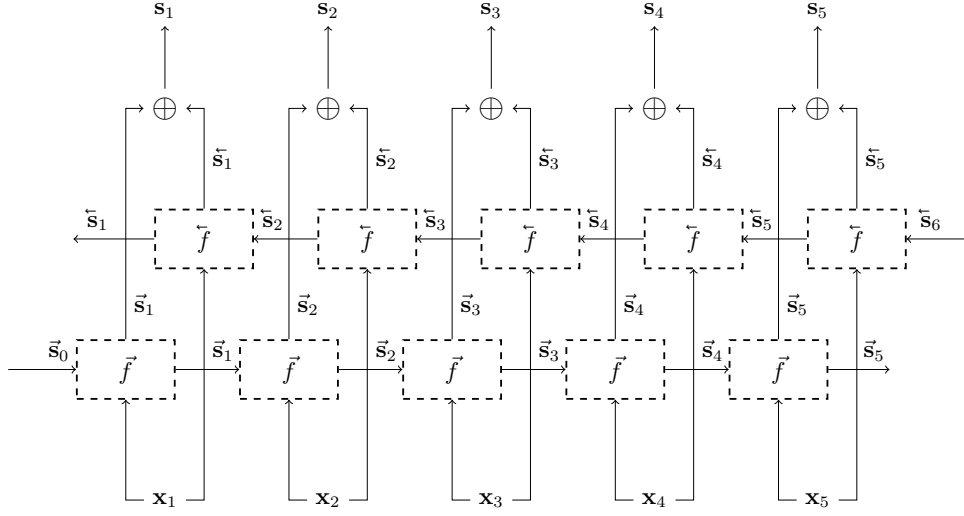 s₁ s₂ s₃ s₄ s₅
⊕ ⊕ ⊕ ⊕ ⊕
s⃖₁ s⃖₂ s⃖₃ s⃖₄ s⃖₅
s⃖₁ s⃖₂ s⃖₃ s⃖₄ s⃖₅ s⃖₆
f⃖ f⃖ f⃖ f⃖ f⃖
s⃗₁ s⃗₂ s⃗₃ s⃗₄ s⃗₅
s⃗₀ s⃗₁ s⃗₂ s⃗₃ s⃗₄ s⃗₅
f⃗ f⃗ f⃗ f⃗ f⃗
x₁ x₂ x₃ x₄ x₅